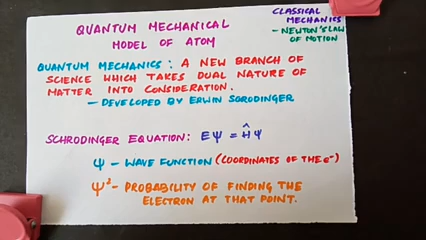 QUANTUM MECHANICAL
MODEL OF ATOM
CLASSICAL
MECHANICS
- NEWTON'S LAW
OF MOTION
QUANTUM MECHANICS: A NEW BRANCH OF
SCIENCE WHICH TAKES DUAL NATURE OF
MATTER INTO CONSIDERATION.
- DEVELOPED BY ERWIN SCRODINGER
SCHRODINGER EQUATION: EΨ = ĤΨ
Ψ - WAVE FUNCTION (COORDINATES OF THE e⁻)
Ψ² - PROBABILITY OF FINDING THE
ELECTRON AT THAT POINT.